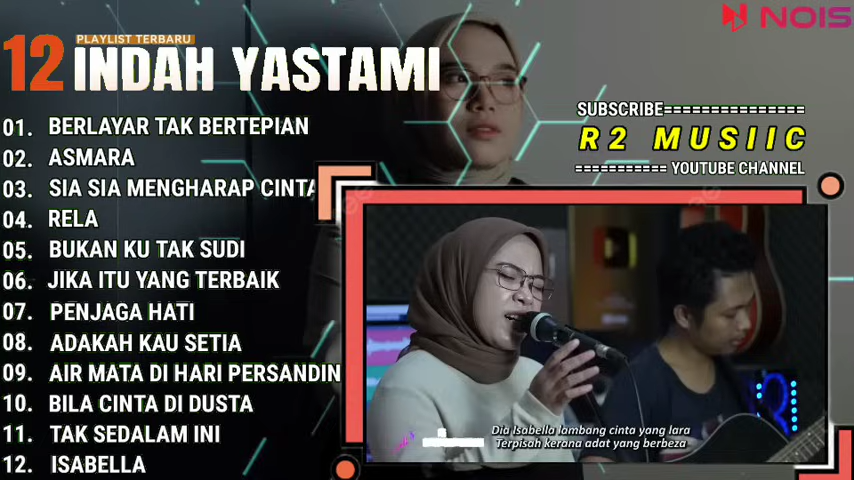 NOIS
PLAYLIST TERBARU
12 INDAH YASTAMI
01. BERLAYAR TAK BERTEPIAN
02. ASMARA
03. SIA SIA MENGHARAP CINTA
04. RELA
05. BUKAN KU TAK SUDI
06. JIKA ITU YANG TERBAIK
07. PENJAGA HATI
08. ADAKAH KAU SETIA
09. AIR MATA DI HARI PERSANDIN
10. BILA CINTA DI DUSTA
11. TAK SEDALAM INI
12. ISABELLA
SUBSCRIBE===============
R2 MUSIIC
=========== YOUTUBE CHANNEL
Dia Isabella lambang cinta yang lara
Terpisah kerana adat yang berbeza